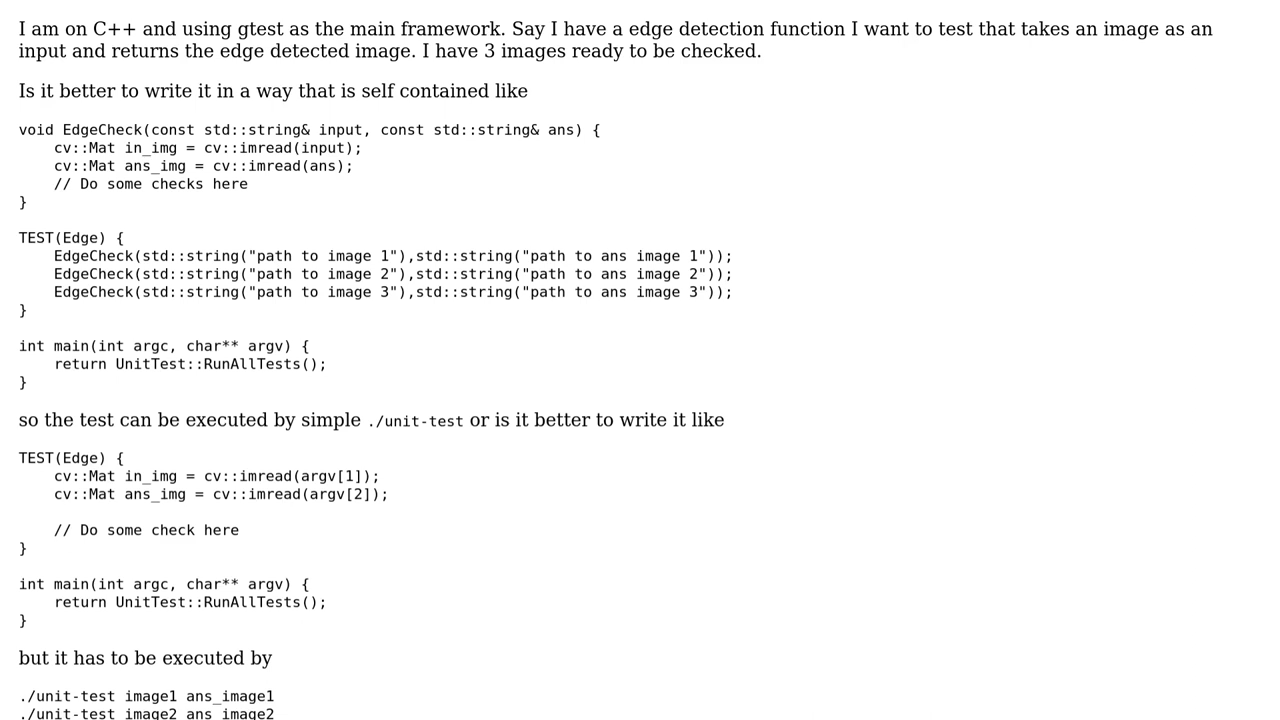 I am on C++ and using gtest as the main framework. Say I have a edge detection function I want to test that takes an image as an
input and returns the edge detected image. I have 3 images ready to be checked.
Is it better to write it in a way that is self contained like
void EdgeCheck(const std::string& input, const std::string& ans) {
    cv::Mat in_img = cv::imread(input);
    cv::Mat ans_img = cv::imread(ans);
    // Do some checks here
}
TEST(Edge) {
    EdgeCheck(std::string("path to image 1"),std::string("path to ans image 1"));
    EdgeCheck(std::string("path to image 2"),std::string("path to ans image 2"));
    EdgeCheck(std::string("path to image 3"),std::string("path to ans image 3"));
}
int main(int argc, char** argv) {
    return UnitTest::RunAllTests();
}
so the test can be executed by simple ./unit-test or is it better to write it like
TEST(Edge) {
    cv::Mat in_img = cv::imread(argv[1]);
    cv::Mat ans_img = cv::imread(argv[2]);
    // Do some check here
}
int main(int argc, char** argv) {
    return UnitTest::RunAllTests();
}
but it has to be executed by
./unit-test image1 ans_image1
./unit-test image2 ans_image2